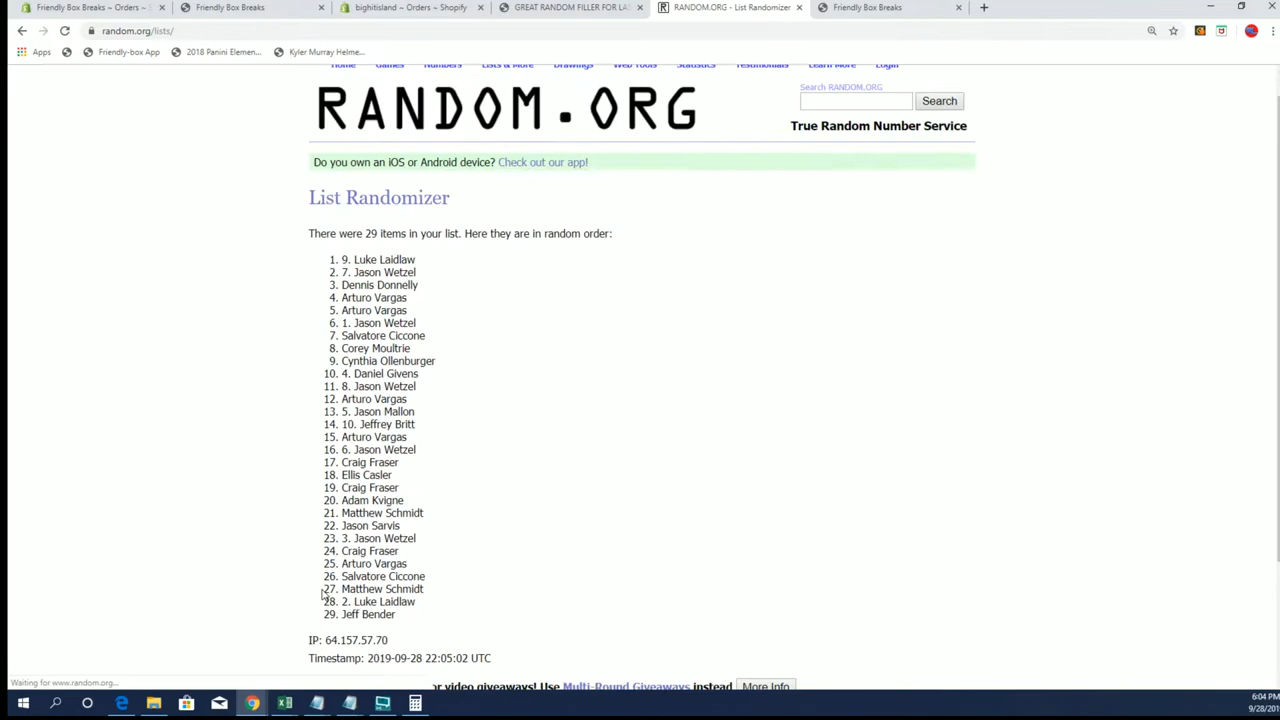 Friendly Box Breaks ~ Orders ~ S
Friendly Box Breaks
bighitisland ~ Orders ~ Shopify
GREAT RANDOM FILLER FOR LAS
RANDOM.ORG - List Randomizer
Friendly Box Breaks
random.org/lists/
Apps
Friendly-box App
2018 Panini Elemen...
Kyler Murray Helme...
Home Games Numbers Lists & More Drawings Web Tools Statistics Testimonials Learn More Login
RANDOM.ORG
Search RANDOM.ORG
Search
True Random Number Service
Do you own an iOS or Android device? Check out our app!
List Randomizer
There were 29 items in your list. Here they are in random order:
1. 9. Luke Laidlaw
2. 7. Jason Wetzel
3. Dennis Donnelly
4. Arturo Vargas
5. Arturo Vargas
6. 1. Jason Wetzel
7. Salvatore Ciccone
8. Corey Moultrie
9. Cynthia Ollenburger
10. 4. Daniel Givens
11. 8. Jason Wetzel
12. Arturo Vargas
13. 5. Jason Mallon
14. 10. Jeffrey Britt
15. Arturo Vargas
16. 6. Jason Wetzel
17. Craig Fraser
18. Ellis Casler
19. Craig Fraser
20. Adam Kvigne
21. Matthew Schmidt
22. Jason Sarvis
23. 3. Jason Wetzel
24. Craig Fraser
25. Arturo Vargas
26. Salvatore Ciccone
27. Matthew Schmidt
28. 2. Luke Laidlaw
29. Jeff Bender
IP: 64.157.57.70
Timestamp: 2019-09-28 22:05:02 UTC
Waiting for www.random.org...
or video giveaways! Use Multi-Round Giveaways instead More Info
6:04 PM
9/28/201